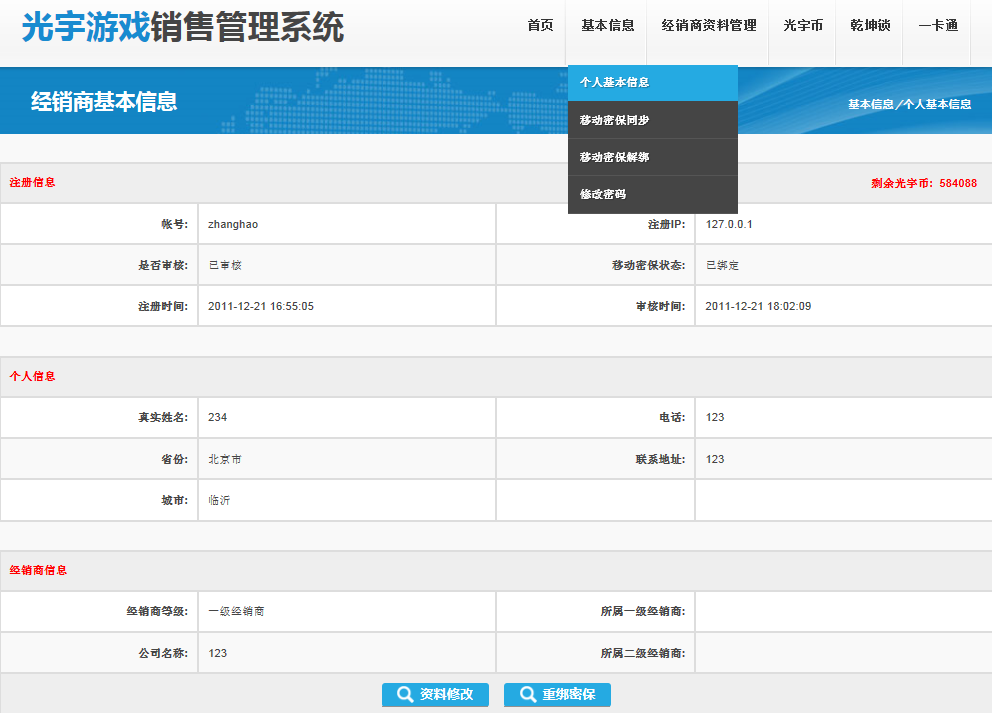 光宇游戏销售管理系统
首页 基本信息 经销商资料管理 光宇币 乾坤锁 一卡通
个人基本信息
移动密保同步
移动密保解绑
修改密码
经销商基本信息
基本信息/个人基本信息
注册信息 剩余光字币: 584088
帐号: zhanghao 注册IP: 127.0.0.1
是否审核: 已审核 移动密保状态: 已绑定
注册时间: 2011-12-21 16:55:05 审核时间: 2011-12-21 18:02:09
个人信息
真实姓名: 234 电话: 123
省份: 北京市 联系地址: 123
城市: 临沂
经销商信息
经销商等级: 一级经销商 所属一级经销商:
公司名称: 123 所属二级经销商:
资料修改 重绑密保